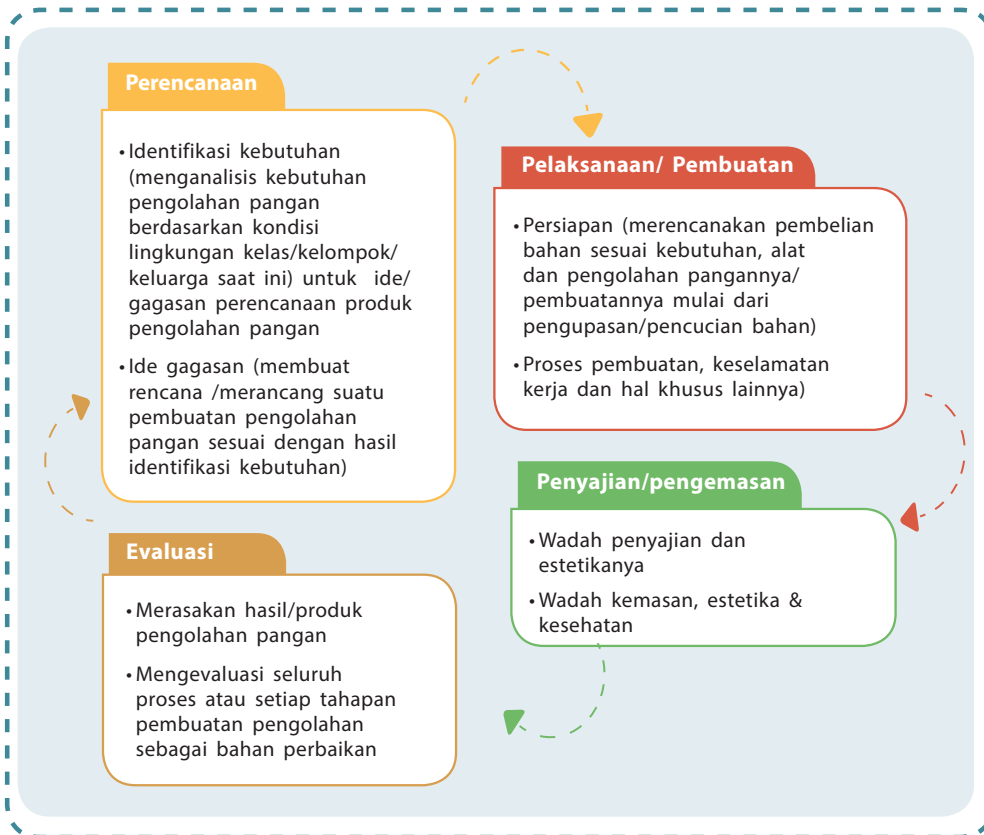 Perencanaan
• Identifikasi kebutuhan
(menganalisis kebutuhan
pengolahan pangan
berdasarkan kondisi
lingkungan kelas/kelompok/
keluarga saat ini) untuk ide/
gagasan perencanaan produk
pengolahan pangan
• Ide gagasan (membuat
rencana /merancang suatu
pembuatan pengolahan
pangan sesuai dengan hasil
identifikasi kebutuhan)
Pelaksanaan/ Pembuatan
• Persiapan (merencanakan pembelian
bahan sesuai kebutuhan, alat
dan pengolahan pangannya/
pembuatannya mulai dari
pengupasan/pencucian bahan)
• Proses pembuatan, keselamatan
kerja dan hal khusus lainnya)
Penyajian/pengemasan
• Wadah penyajian dan
estetikanya
• Wadah kemasan, estetika &
kesehatan
Evaluasi
• Merasakan hasil/produk
pengolahan pangan
• Mengevaluasi seluruh
proses atau setiap tahapan
pembuatan pengolahan
sebagai bahan perbaikan